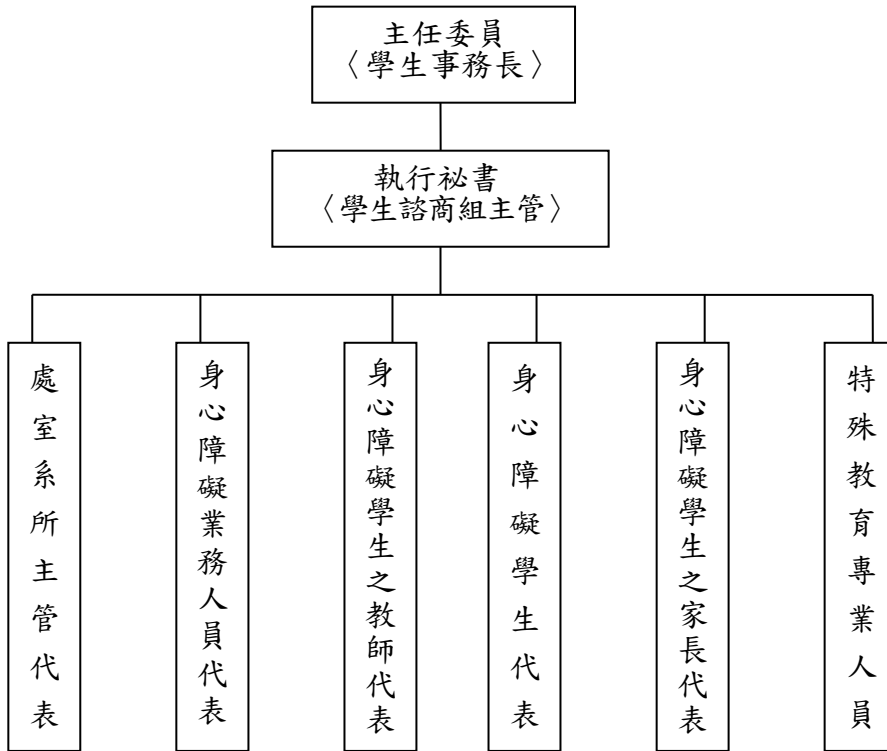 主任委員
〈學生事務長〉
執行祕書
〈學生諮商組主管〉
處室系所主管代表
身心障礙業務人員代表
身心障礙學生之教師代表
身心障礙學生代表
身心障礙學生之家長代表
特殊教育專業人員